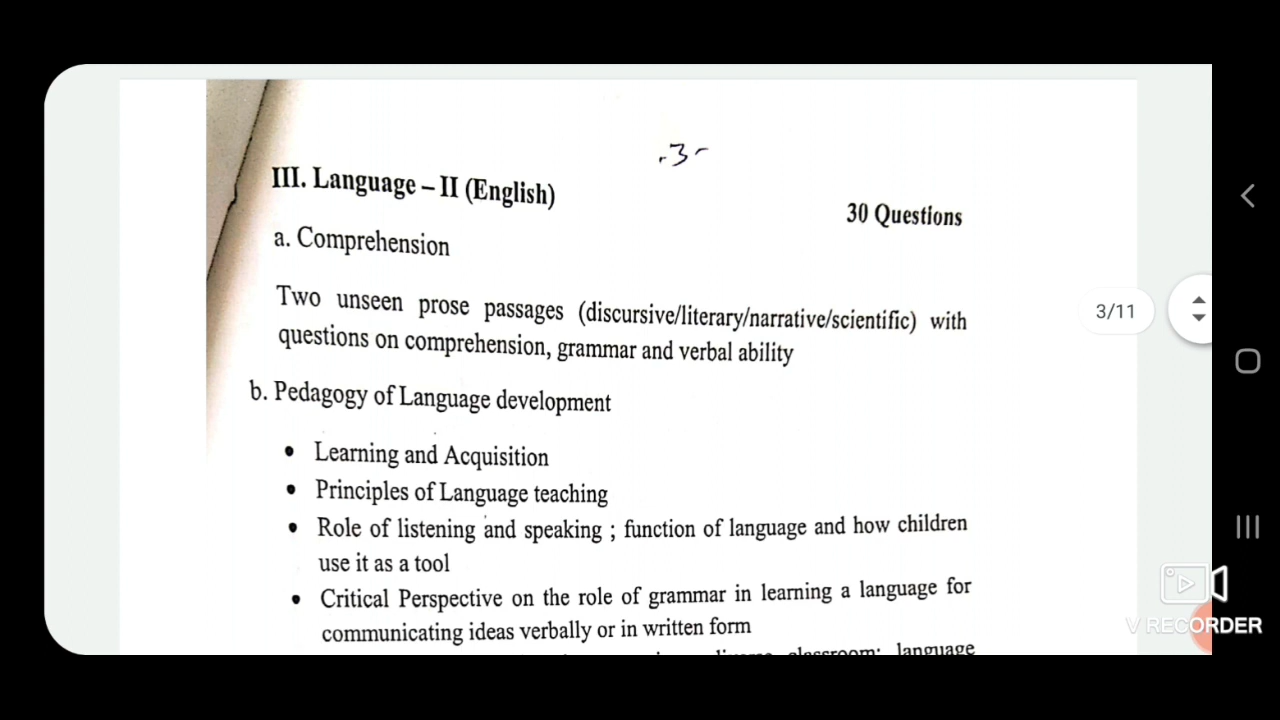 -3-
III. Language – II (English)
30 Questions
a. Comprehension
Two unseen prose passages (discursive/literary/narrative/scientific) with
questions on comprehension, grammar and verbal ability
3/11
b. Pedagogy of Language development
• Learning and Acquisition
• Principles of Language teaching
• Role of listening and speaking ; function of language and how children
use it as a tool
• Critical Perspective on the role of grammar in learning a language for
communicating ideas verbally or in written form
diverse classroom; language
V RECORDER